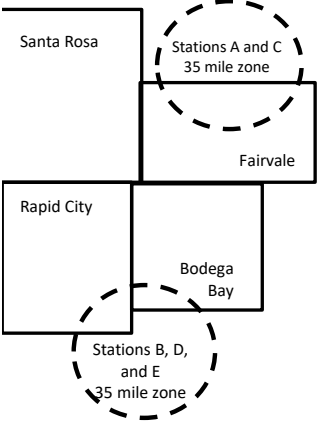 Santa Rosa
Stations A and C
35 mile zone
Fairvale
Rapid City
Bodega
Bay
Stations B, D,
and E
35 mile zone